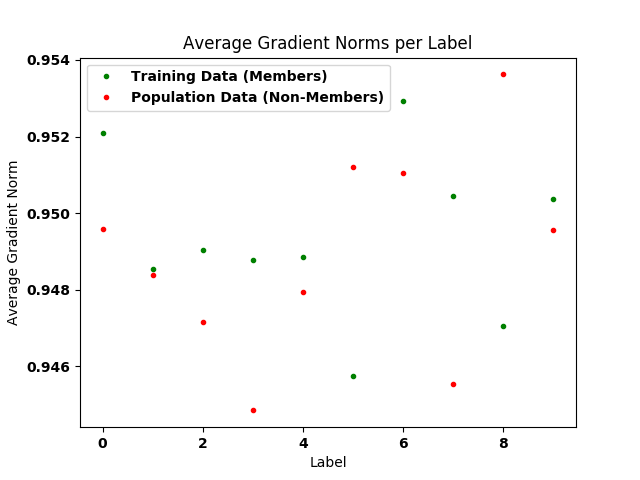 Average Gradient Norms per Label
Training Data (Members)
Population Data (Non-Members)
0.954
0.952
0.950
0.948
0.946
Average Gradient Norm
0 2 4 6 8
Label